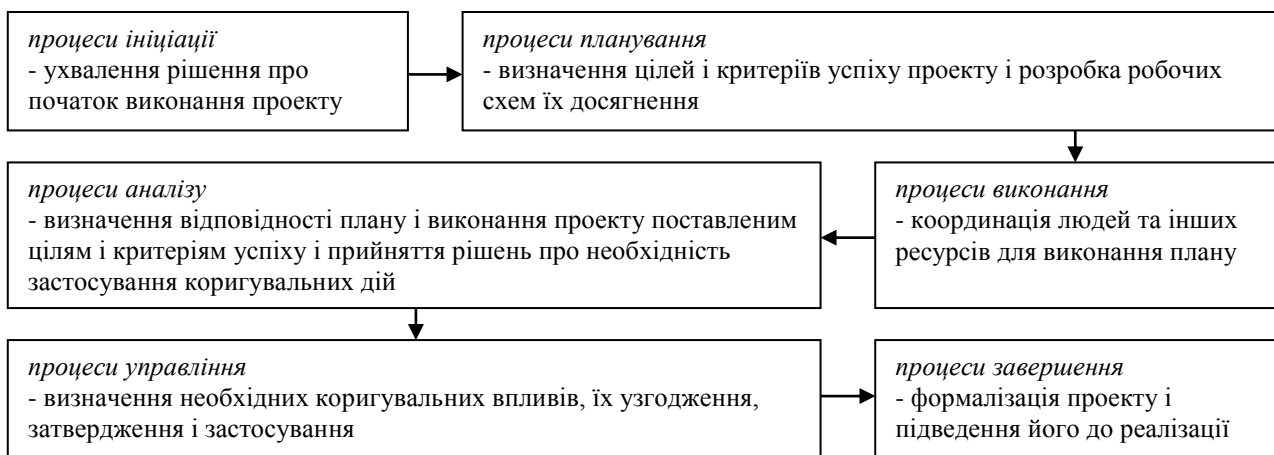 процеси ініціації
- ухвалення рішення про
початок виконання проекту
процеси планування
- визначення цілей і критеріїв успіху проекту і розробка робочих
схем їх досягнення
процеси виконання
- координація людей та інших
ресурсів для виконання плану
процеси аналізу
- визначення відповідності плану і виконання проекту поставленим
цілям і критеріям успіху і прийняття рішень про необхідність
застосування коригувальних дій
процеси управління
- визначення необхідних коригувальних впливів, їх узгодження,
затвердження і застосування
процеси завершення
- формалізація проекту і
підведення його до реалізації